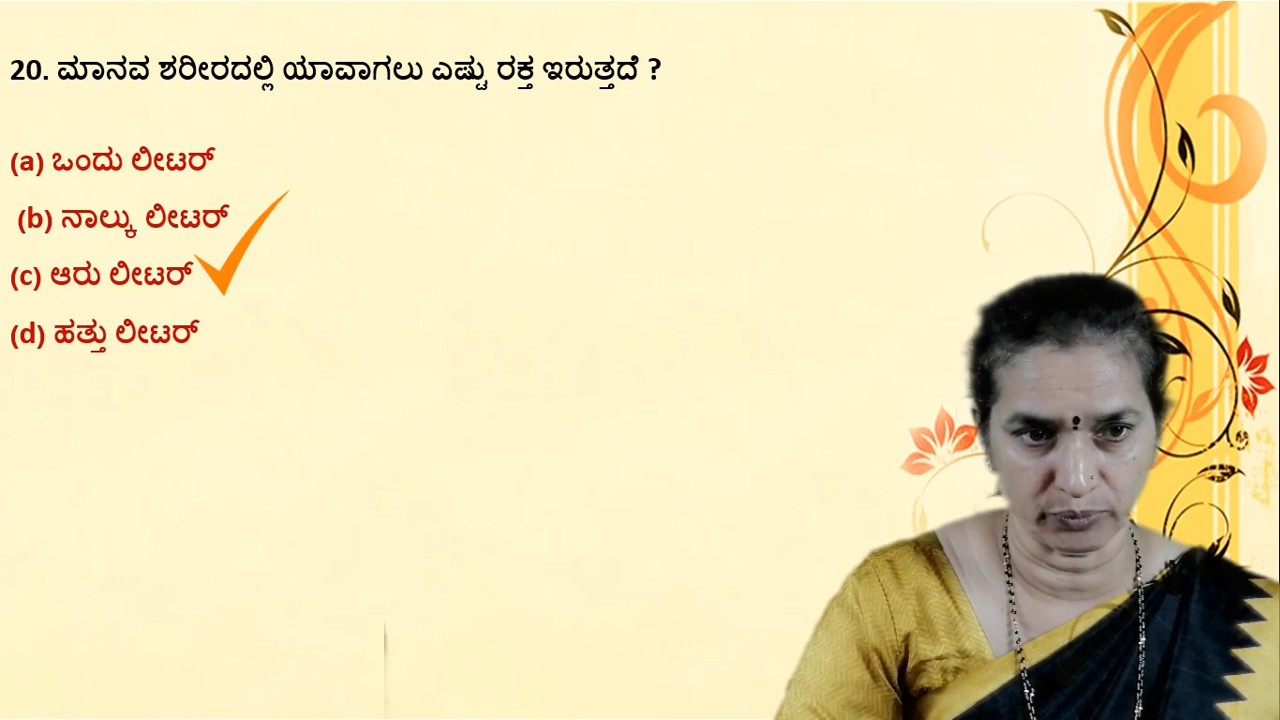 20. ಮಾನವ ಶರೀರದಲ್ಲಿ ಯಾವಾಗಲು ಎಷ್ಟು ರಕ್ತ ಇರುತ್ತದೆ ?
(a) ಒಂದು ಲೀಟರ್
(b) ನಾಲ್ಕು ಲೀಟರ್
(c) ಆರು ಲೀಟರ್
(d) ಹತ್ತು ಲೀಟರ್